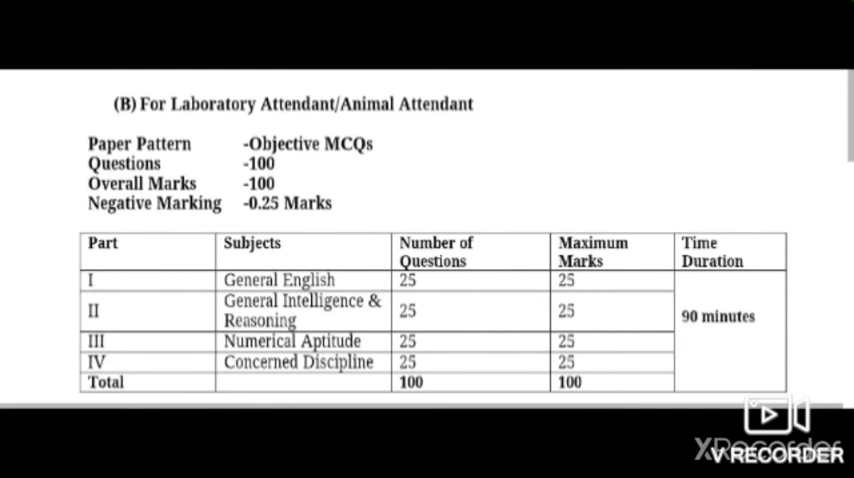 (B) For Laboratory Attendant/Animal Attendant
Paper Pattern -Objective MCQs
Questions -100
Overall Marks -100
Negative Marking -0.25 Marks
Part Subjects Number of Questions Maximum Marks Time Duration
I General English 25 25
II General Intelligence & Reasoning 25 25 90 minutes
III Numerical Aptitude 25 25
IV Concerned Discipline 25 25
Total 100 100
XRecorder
V RECORDER